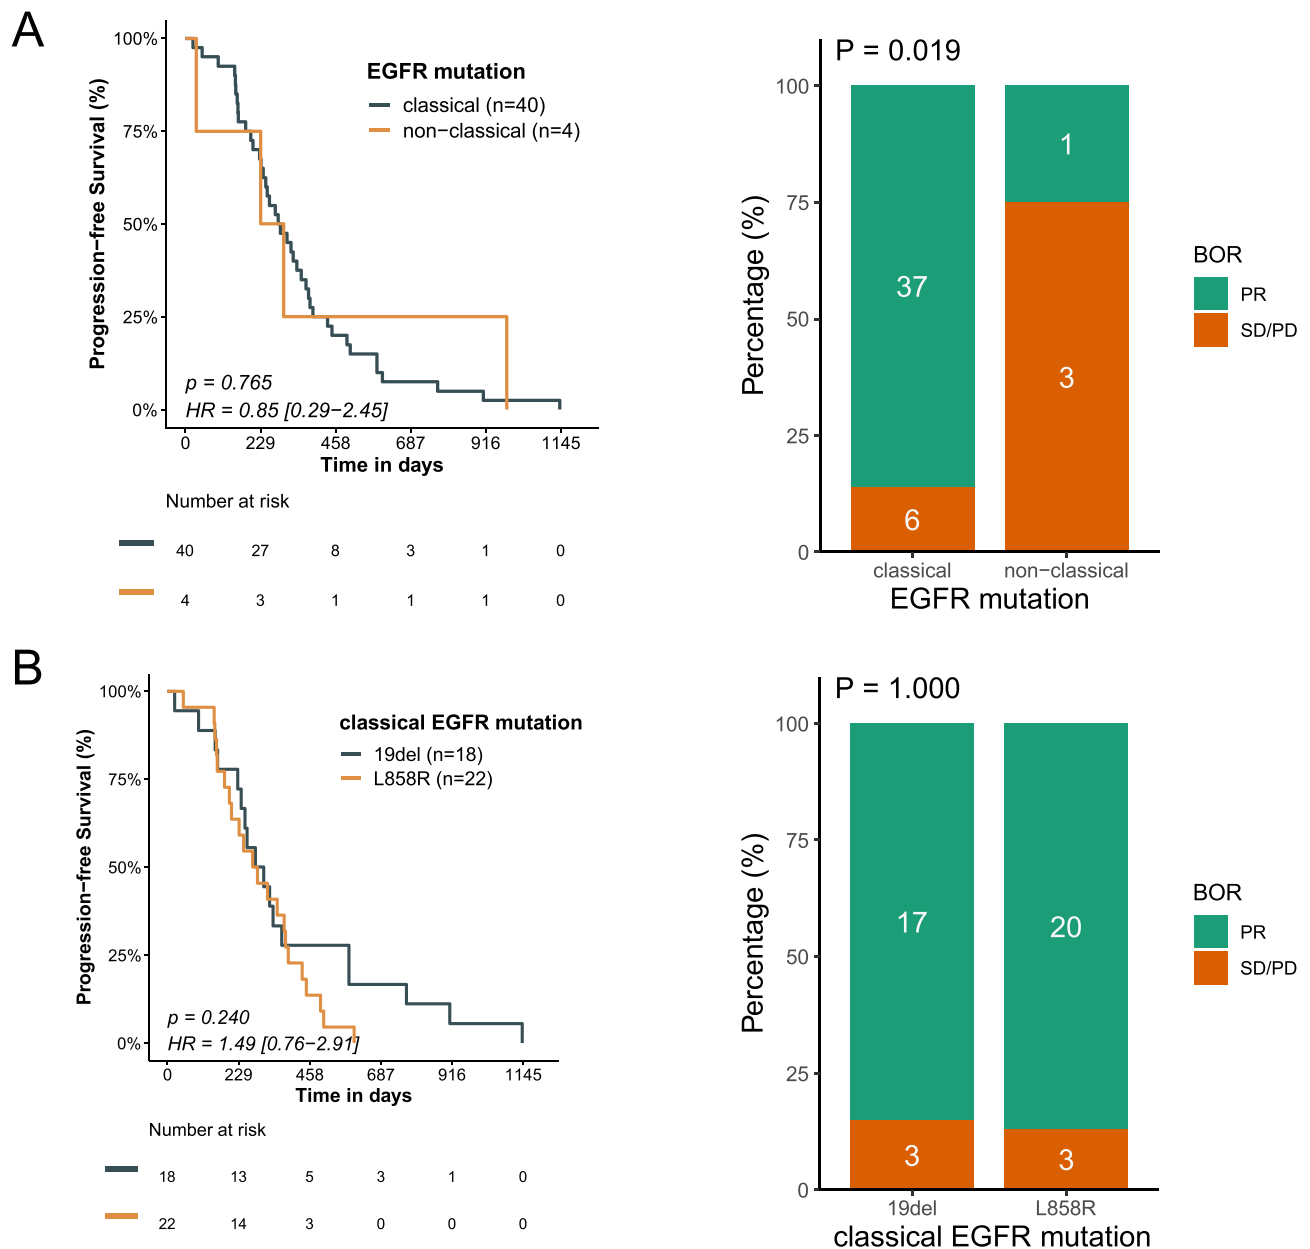 A
Progression−free Survival (%)
100%
75%
50%
25%
0%
EGFR mutation
classical (n=40)
non−classical (n=4)
p = 0.765
HR = 0.85 [0.29−2.45]
0 229 458 687 916 1145
Time in days
Number at risk
40 27 8 3 1 0
4 3 1 1 1 0
P = 0.019
Percentage (%)
100
75
50
25
0
37
6
1
3
classical non−classical
EGFR mutation
BOR
PR
SD/PD
B
Progression−free Survival (%)
100%
75%
50%
25%
0%
classical EGFR mutation
19del (n=18)
L858R (n=22)
p = 0.240
HR = 1.49 [0.76−2.91]
0 229 458 687 916 1145
Time in days
Number at risk
18 13 5 3 1 0
22 14 3 0 0 0
P = 1.000
Percentage (%)
100
75
50
25
0
17
3
20
3
19del L858R
classical EGFR mutation
BOR
PR
SD/PD